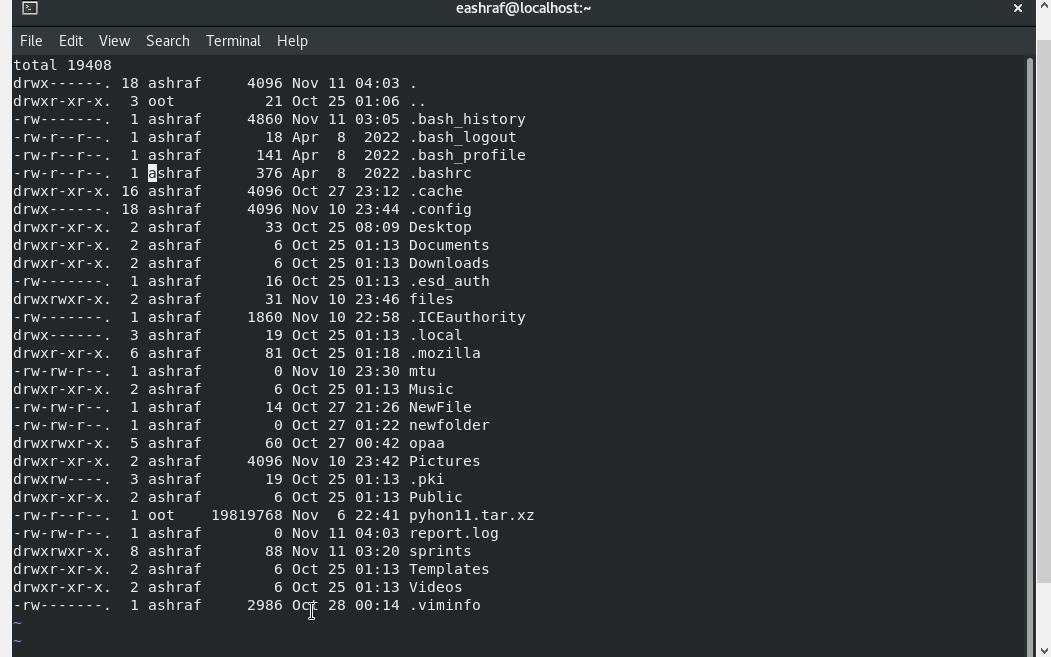 eashraf@localhost:~
File Edit View Search Terminal Help
total 19408
drwx------. 18 ashraf     4096 Nov 11 04:03 .
drwxr-xr-x.  3 oot          21 Oct 25 01:06 ..
-rw-------.  1 ashraf     4860 Nov 11 03:05 .bash_history
-rw-r--r--.  1 ashraf       18 Apr  8  2022 .bash_logout
-rw-r--r--.  1 ashraf      141 Apr  8  2022 .bash_profile
-rw-r--r--.  1 ashraf      376 Apr  8  2022 .bashrc
drwxr-xr-x. 16 ashraf     4096 Oct 27 23:12 .cache
drwx------. 18 ashraf     4096 Nov 10 23:44 .config
drwxr-xr-x.  2 ashraf       33 Oct 25 08:09 Desktop
drwxr-xr-x.  2 ashraf        6 Oct 25 01:13 Documents
drwxr-xr-x.  2 ashraf        6 Oct 25 01:13 Downloads
-rw-------.  1 ashraf       16 Oct 25 01:13 .esd_auth
drwxrwxr-x.  2 ashraf       31 Nov 10 23:46 files
-rw-------.  1 ashraf     1860 Nov 10 22:58 .ICEauthority
drwx------.  3 ashraf       19 Oct 25 01:13 .local
drwxr-xr-x.  6 ashraf       81 Oct 25 01:18 .mozilla
-rw-rw-r--.  1 ashraf        0 Nov 10 23:30 mtu
drwxr-xr-x.  2 ashraf        6 Oct 25 01:13 Music
-rw-rw-r--.  1 ashraf       14 Oct 27 21:26 NewFile
-rw-rw-r--.  1 ashraf        0 Oct 27 01:22 newfolder
drwxrwxr-x.  5 ashraf       60 Oct 27 00:42 opaa
drwxr-xr-x.  2 ashraf     4096 Nov 10 23:42 Pictures
drwxrw----.  3 ashraf       19 Oct 25 01:13 .pki
drwxr-xr-x.  2 ashraf        6 Oct 25 01:13 Public
-rw-r--r--.  1 oot    19819768 Nov  6 22:41 pyhon11.tar.xz
-rw-rw-r--.  1 ashraf        0 Nov 11 04:03 report.log
drwxrwxr-x.  8 ashraf       88 Nov 11 03:20 sprints
drwxr-xr-x.  2 ashraf        6 Oct 25 01:13 Templates
drwxr-xr-x.  2 ashraf        6 Oct 25 01:13 Videos
-rw-------.  1 ashraf     2986 Oct 28 00:14 .viminfo
~
~